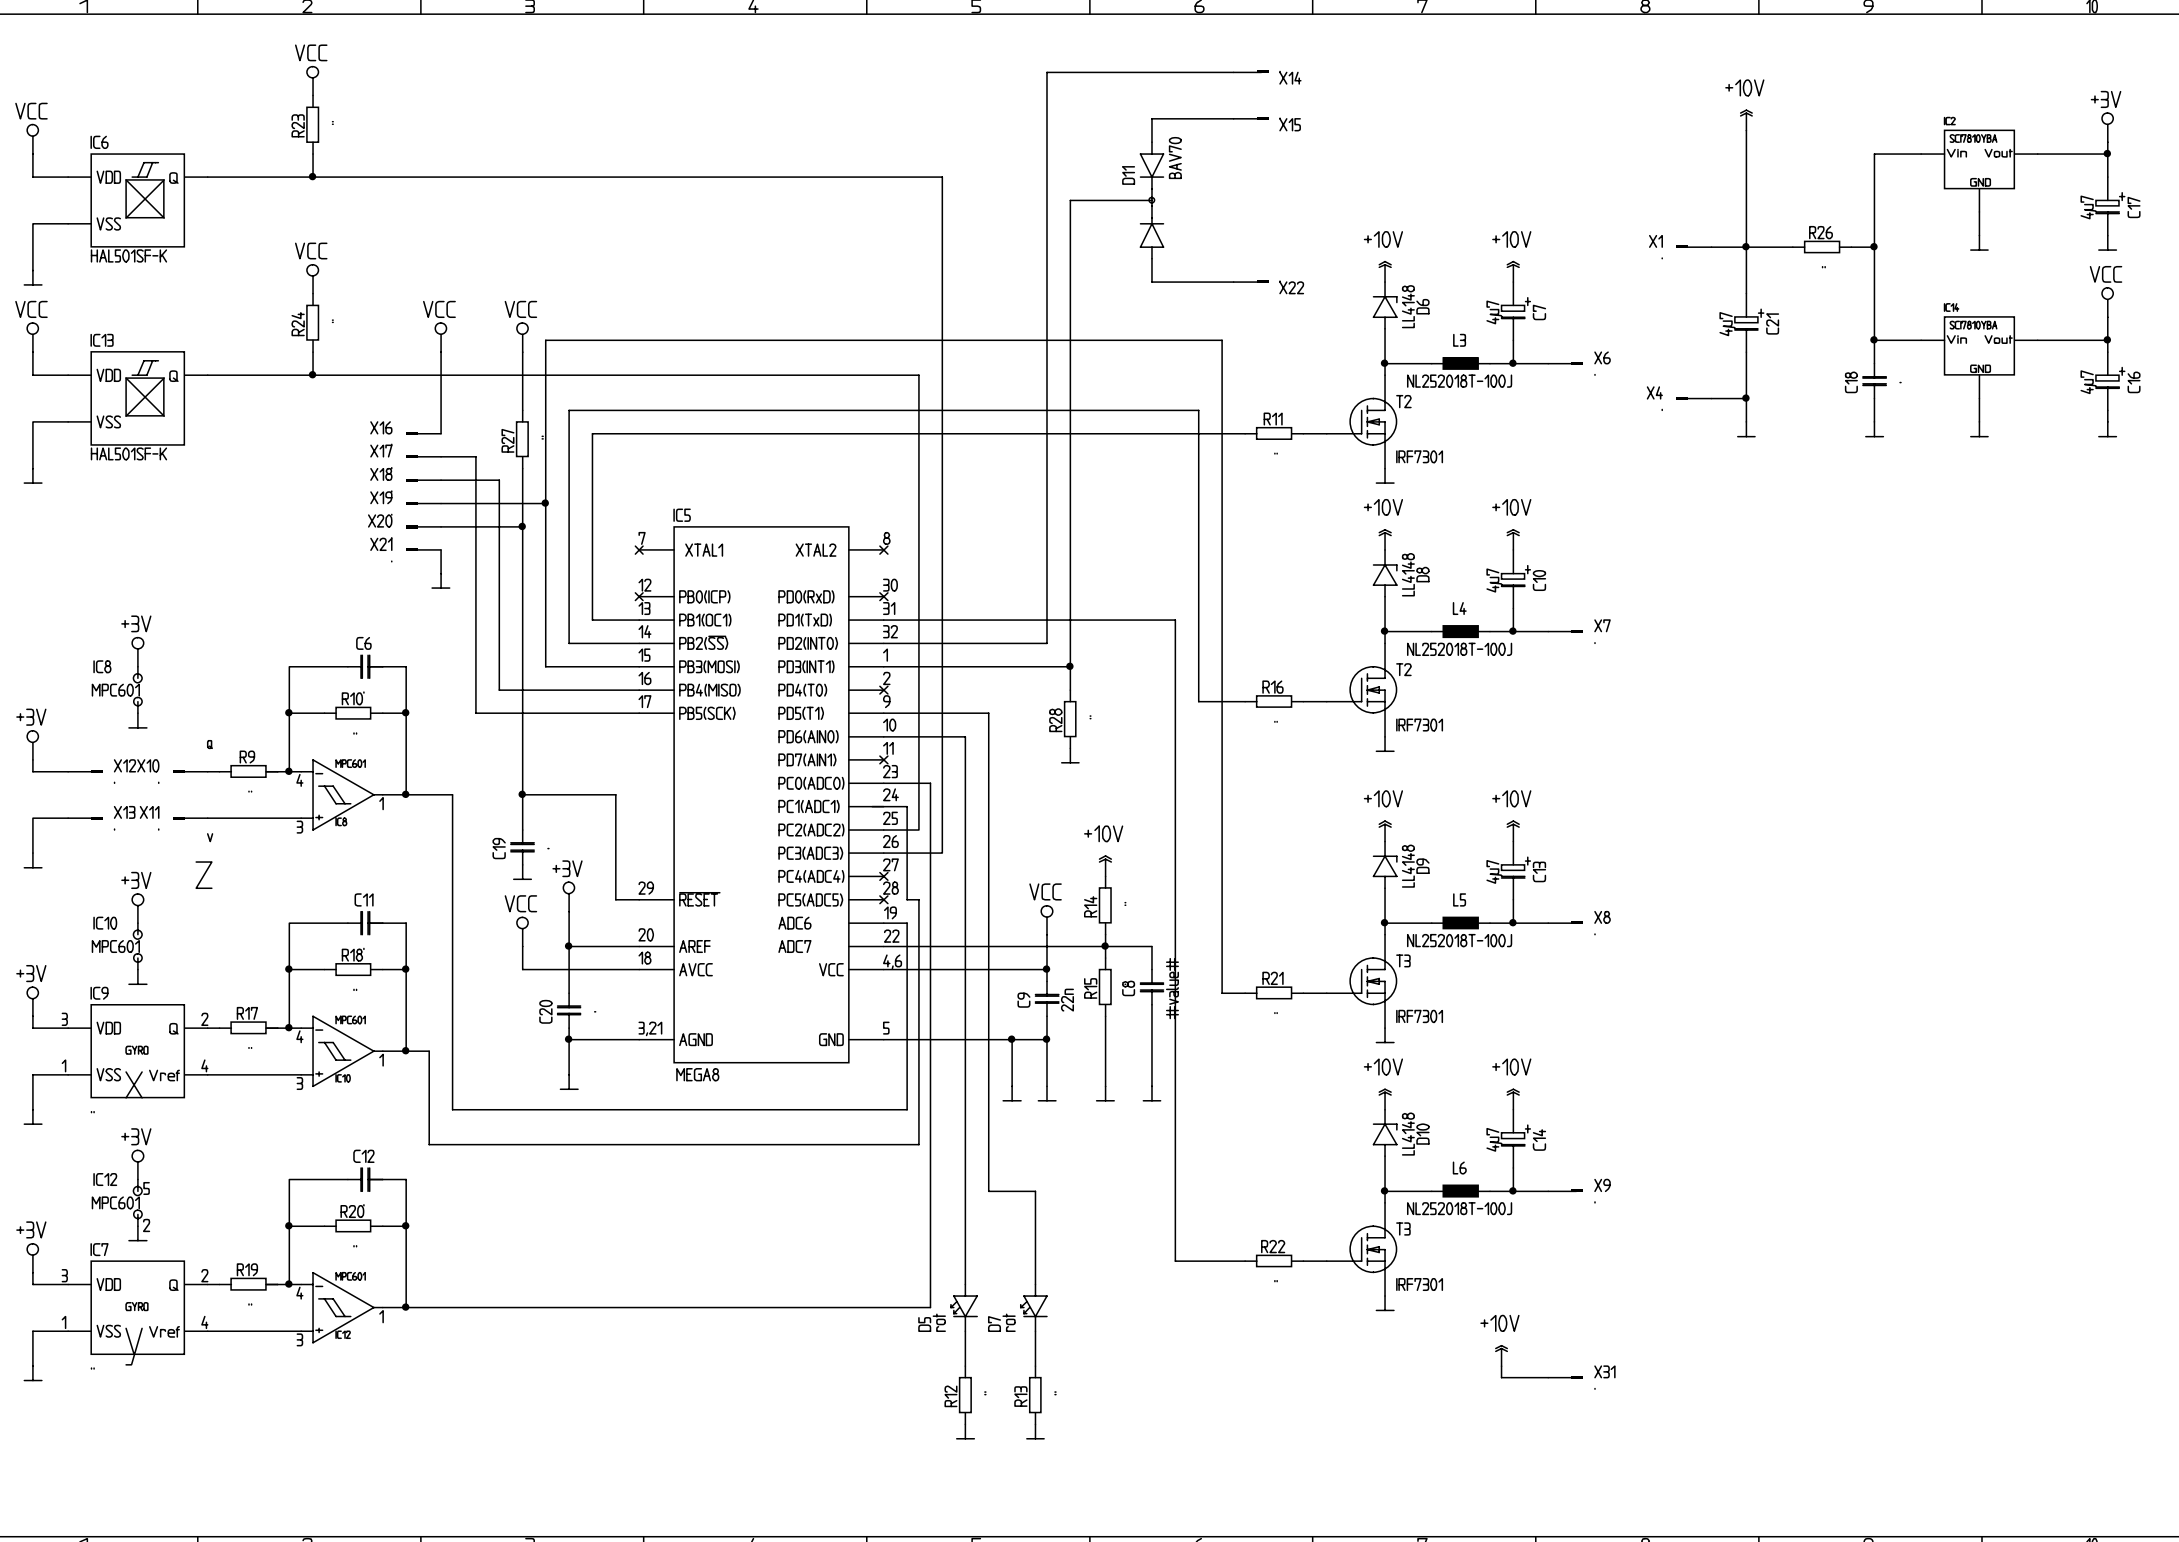 1 2 3 4 5 6 7 8 9 10
VCC
R23
VCC
IC6
VDD Q
VSS
HAL501SF-K
VCC
R24
VCC
IC13
VDD Q
VSS
HAL501SF-K
VCC
VCC
R27
X16
X17
X18
X19
X20
X21
X14
X15
D11
BAV70
X22
+3V
IC8
MPC601
+3V
X12 X10
Q
R9
C6
R10
MPC601
4
3
1
IC8
X13 X11
V
Z
+3V
IC10
MPC601
+3V
IC9
3 VDD Q 2
GYRO
1 VSS X Vref 4
R17
C11
R18
MPC601
4
3
1
IC10
+3V
IC12
MPC601
5
2
+3V
IC7
3 VDD Q 2
GYRO
1 VSS Y Vref 4
R19
C12
R20
MPC601
4
3
1
IC12
IC5
7 XTAL1 XTAL2 8
12 PB0(ICP) PD0(RxD) 30
13 PB1(OC1) PD1(TxD) 31
14 PB2(SS) PD2(INT0) 32
15 PB3(MOSI) PD3(INT1) 1
16 PB4(MISO) PD4(T0) 2
17 PB5(SCK) PD5(T1) 9
PD6(AIN0) 10
PD7(AIN1) 11
PC0(ADC0) 23
PC1(ADC1) 24
PC2(ADC2) 25
PC3(ADC3) 26
PC4(ADC4) 27
29 RESET PC5(ADC5) 28
ADC6 19
20 AREF ADC7 22
18 AVCC VCC 4,6
3,21 AGND GND 5
MEGA8
C19
+3V
VCC
C20
R28
+10V
VCC
R14
R15
C9
22n
C8
#value#
D5
rot
D7
rot
R12
R13
+10V +10V
LL4148
D6
4u7
C7
L3
X6
NL252018T-100J
T2
R11
IRF7301
+10V +10V
LL4148
D8
4u7
C10
L4
X7
NL252018T-100J
T2
R16
IRF7301
+10V +10V
LL4148
D9
4u7
C13
L5
X8
NL252018T-100J
T3
R21
IRF7301
+10V +10V
LL4148
D10
4u7
C14
L6
X9
NL252018T-100J
T3
R22
IRF7301
+10V
X31
+10V
X1
R26
4u7
C21
X4
C18
IC2
SCI7810YBA
Vin Vout
GND
+3V
4u7
C17
IC14
SCI7810YBA
Vin Vout
GND
VCC
4u7
C16